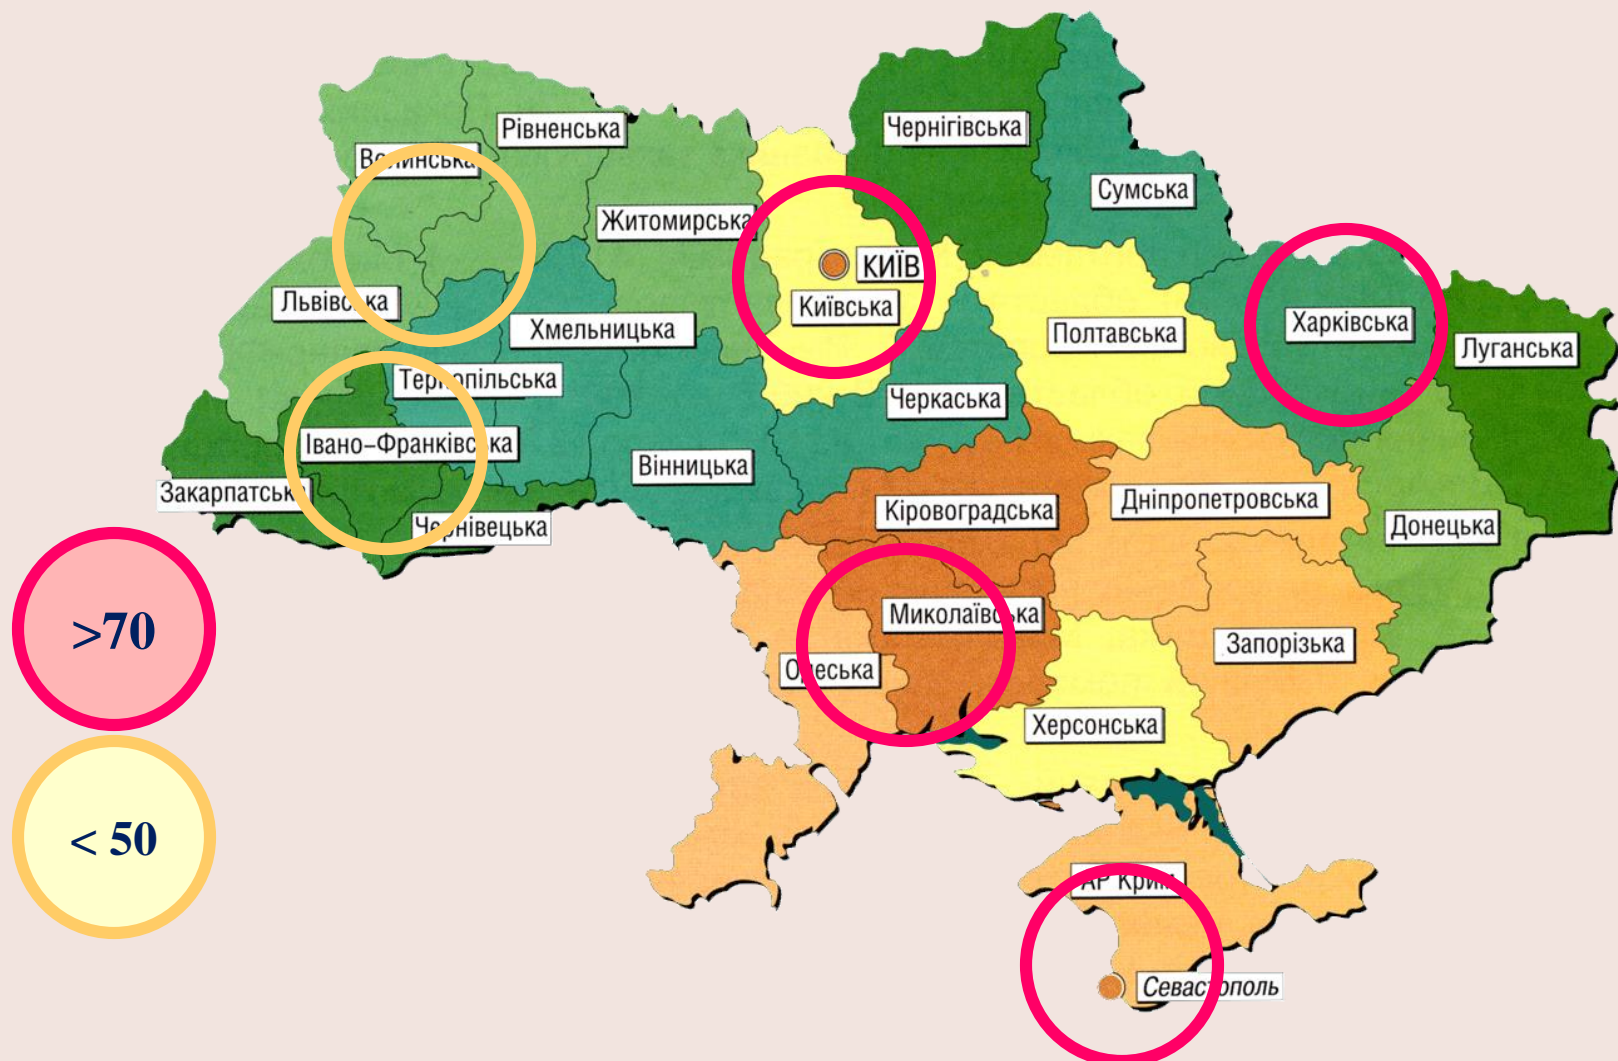 Чернігівська
Рівненська
Волинська
Сумська
Житомирська
КИЇВ
Київська
Львівська
Хмельницька
Полтавська
Харківська
Луганська
Тернопільська
Черкаська
Івано–Франківська
Вінницька
Закарпатська
Чернівецька
Кіровоградська
Дніпропетровська
Донецька
Миколаївська
>70
Запорізька
Одеська
Херсонська
< 50
АР Крим
Севастополь